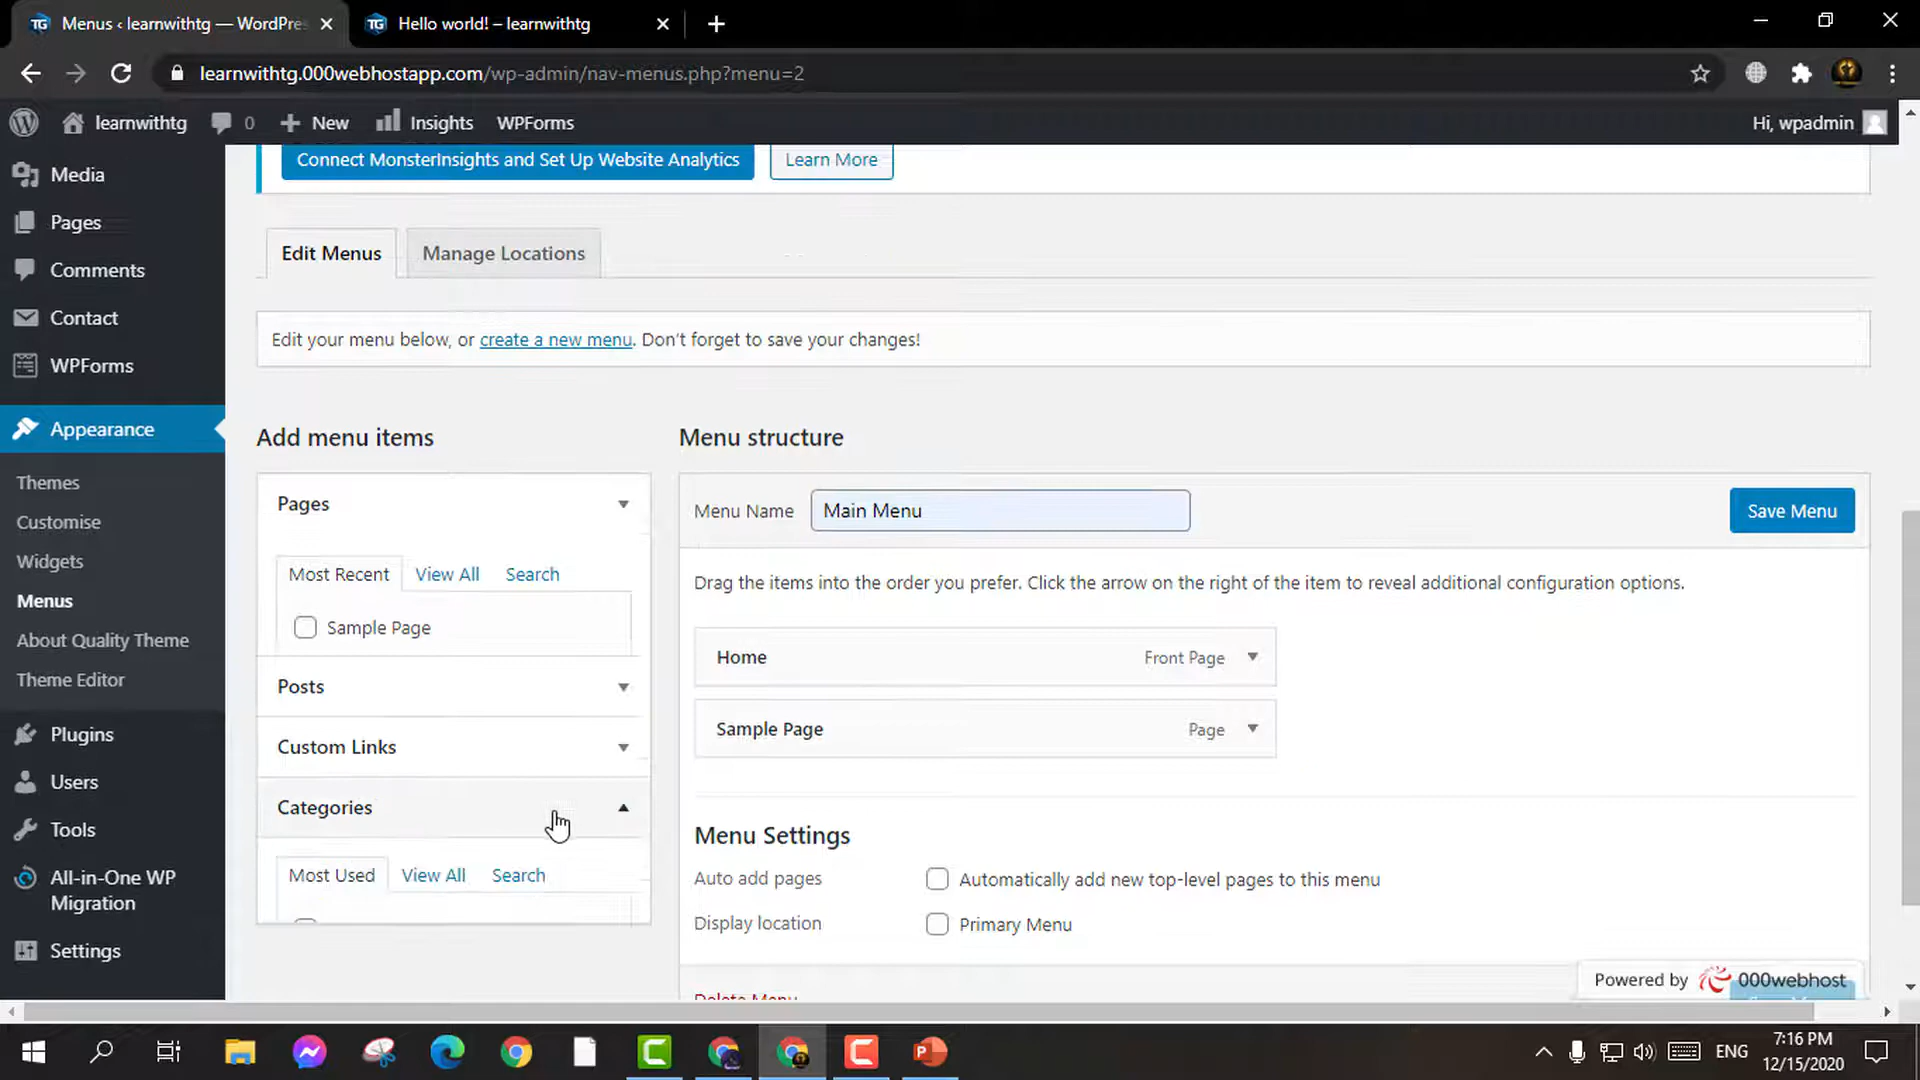 Menus ‹ learnwithtg — WordPre
Hello world! – learnwithtg
learnwithtg.000webhostapp.com/wp-admin/nav-menus.php?menu=2
learnwithtg
0
New
Insights
WPForms
Hi, wpadmin
Media
Pages
Comments
Contact
WPForms
Appearance
Themes
Customise
Widgets
Menus
About Quality Theme
Theme Editor
Plugins
Users
Tools
All-in-One WP
Migration
Settings
Connect MonsterInsights and Set Up Website Analytics
Learn More
Edit Menus
Manage Locations
Edit your menu below, or create a new menu. Don’t forget to save your changes!
Add menu items
Pages
Most Recent
View All
Search
Sample Page
Posts
Custom Links
Categories
Most Used
View All
Search
Menu structure
Menu Name
Main Menu
Save Menu
Drag the items into the order you prefer. Click the arrow on the right of the item to reveal additional configuration options.
Home
Front Page
Sample Page
Page
Menu Settings
Auto add pages
Automatically add new top-level pages to this menu
Display location
Primary Menu
Delete Menu
Powered by 000webhost
ENG
7:16 PM
12/15/2020